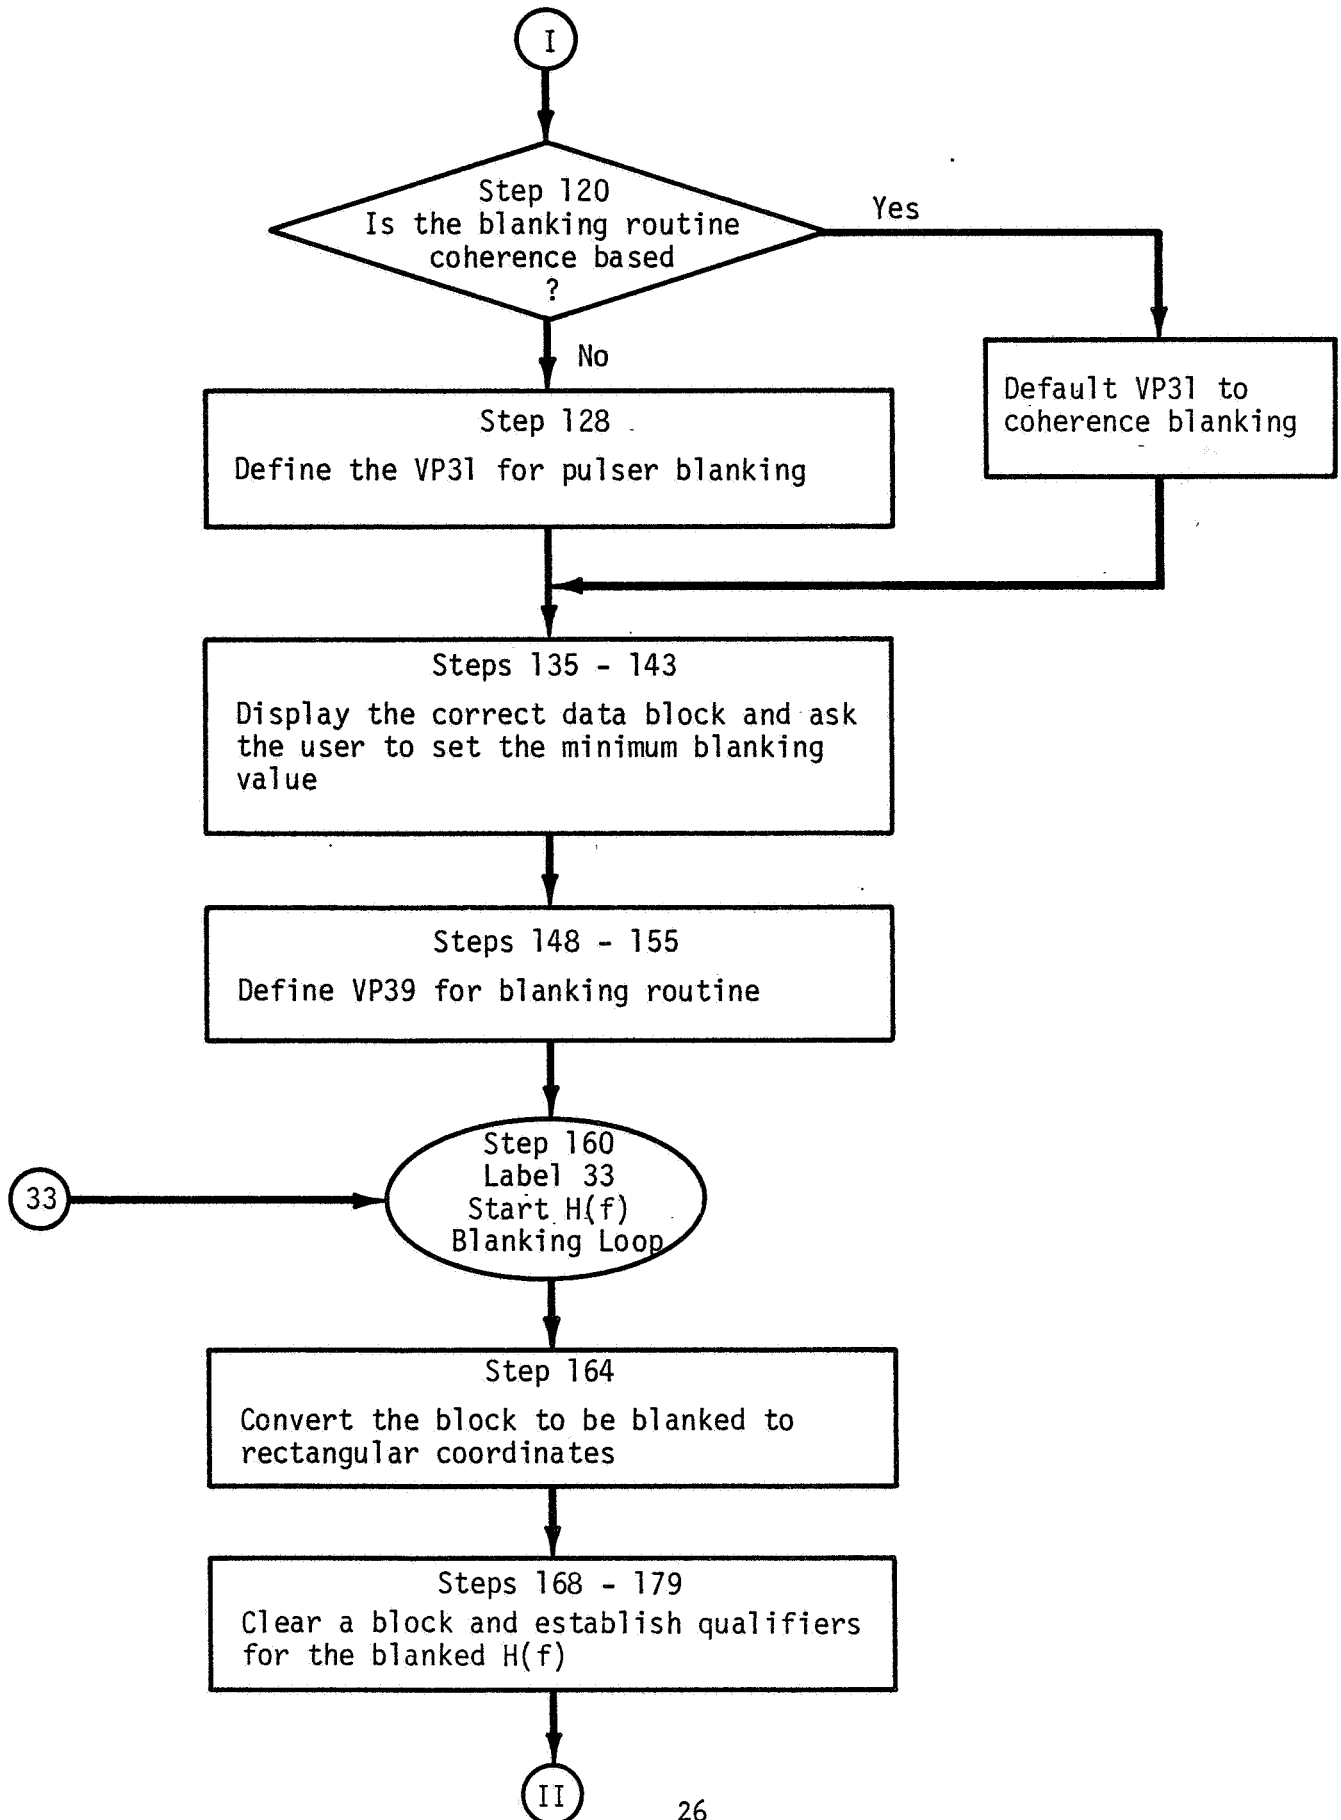 I
Step 120
Is the blanking routine
coherence based
?
Yes
No
Default VP31 to
coherence blanking
Step 128
Define the VP31 for pulser blanking
Steps 135 - 143
Display the correct data block and ask
the user to set the minimum blanking
value
Steps 148 - 155
Define VP39 for blanking routine
33
Step 160
Label 33
Start H(f)
Blanking Loop
Step 164
Convert the block to be blanked to
rectangular coordinates
Steps 168 - 179
Clear a block and establish qualifiers
for the blanked H(f)
II
26